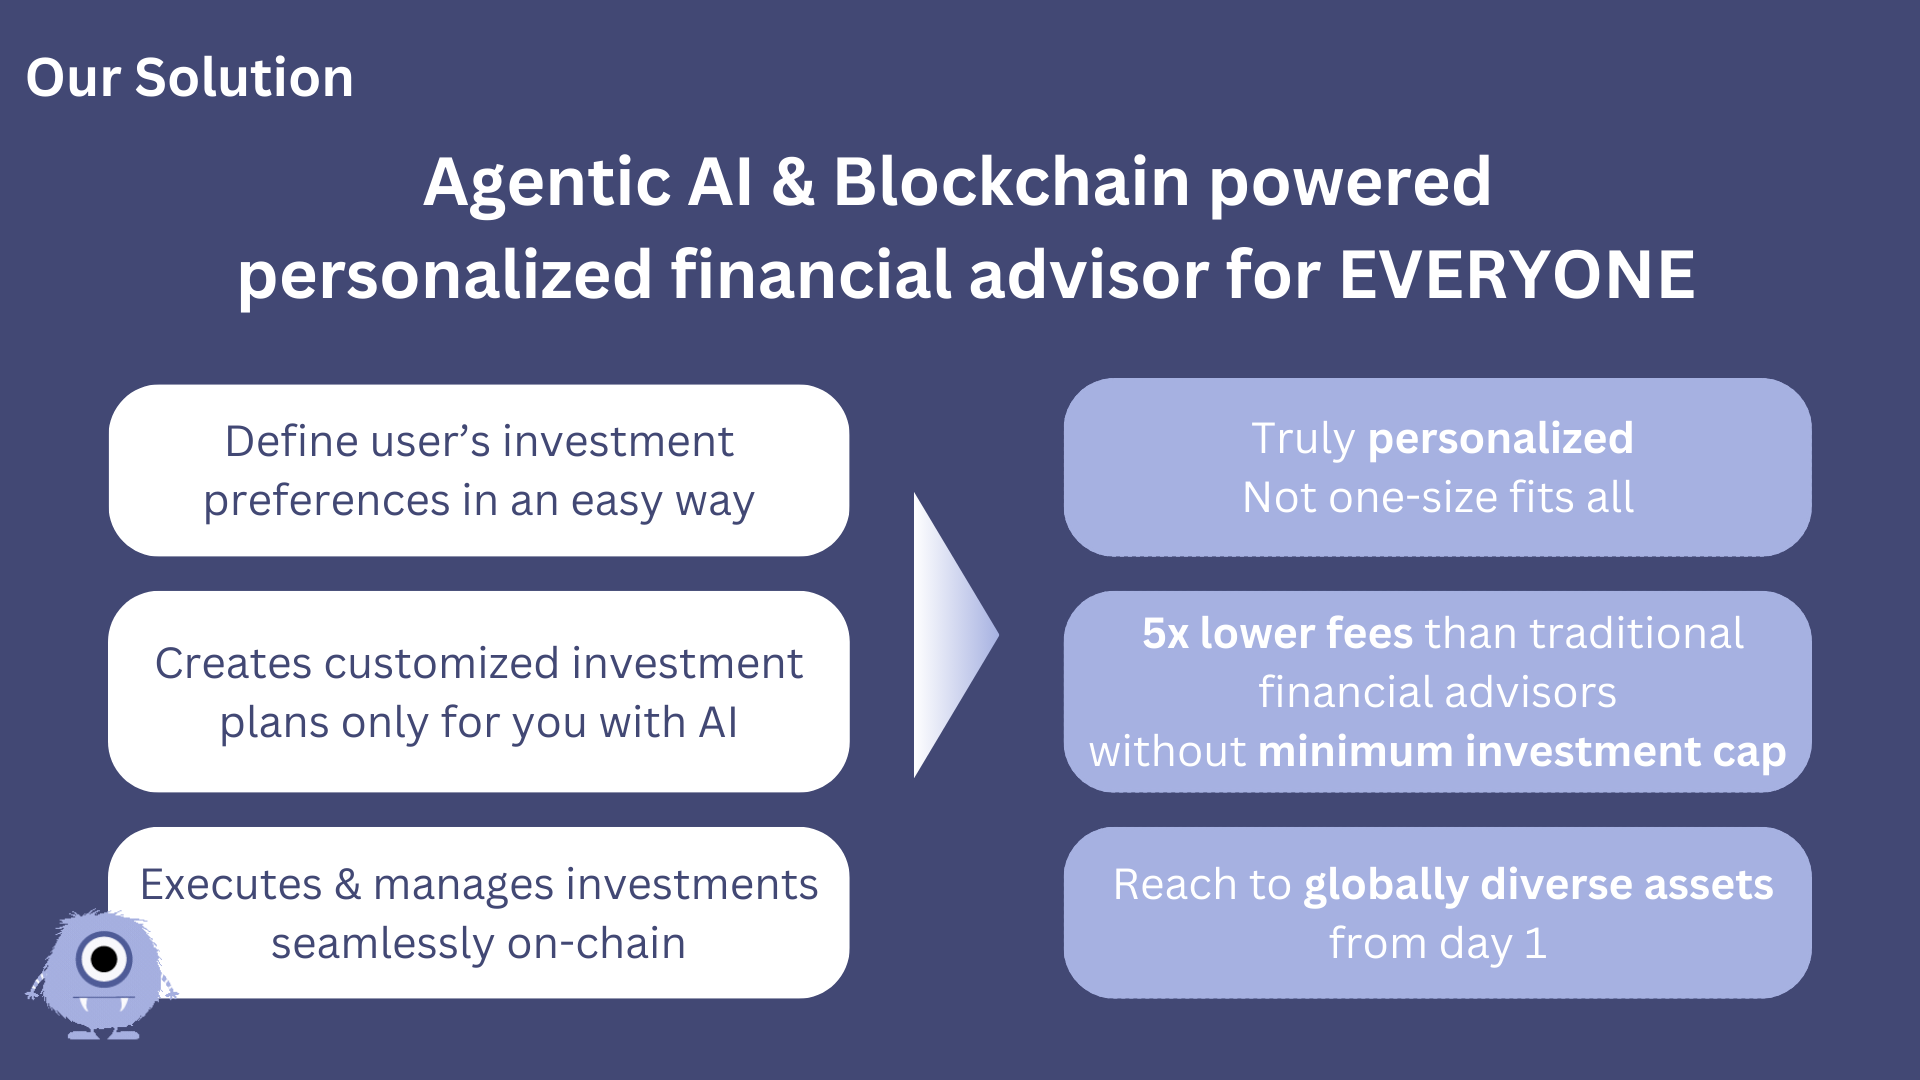 Our Solution
Agentic AI & Blockchain powered
personalized financial advisor for EVERYONE
Define user’s investment
preferences in an easy way
Creates customized investment
plans only for you with AI
Executes & manages investments
seamlessly on-chain
Truly personalized
Not one-size fits all
5x lower fees than traditional
financial advisors
without minimum investment cap
Reach to globally diverse assets
from day 1